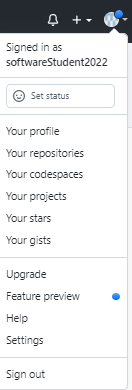 Signed in as
softwareStudent2022
Set status
Your profile
Your repositories
Your codespaces
Your projects
Your stars
Your gists
Upgrade
Feature preview
Help
Settings
Sign out